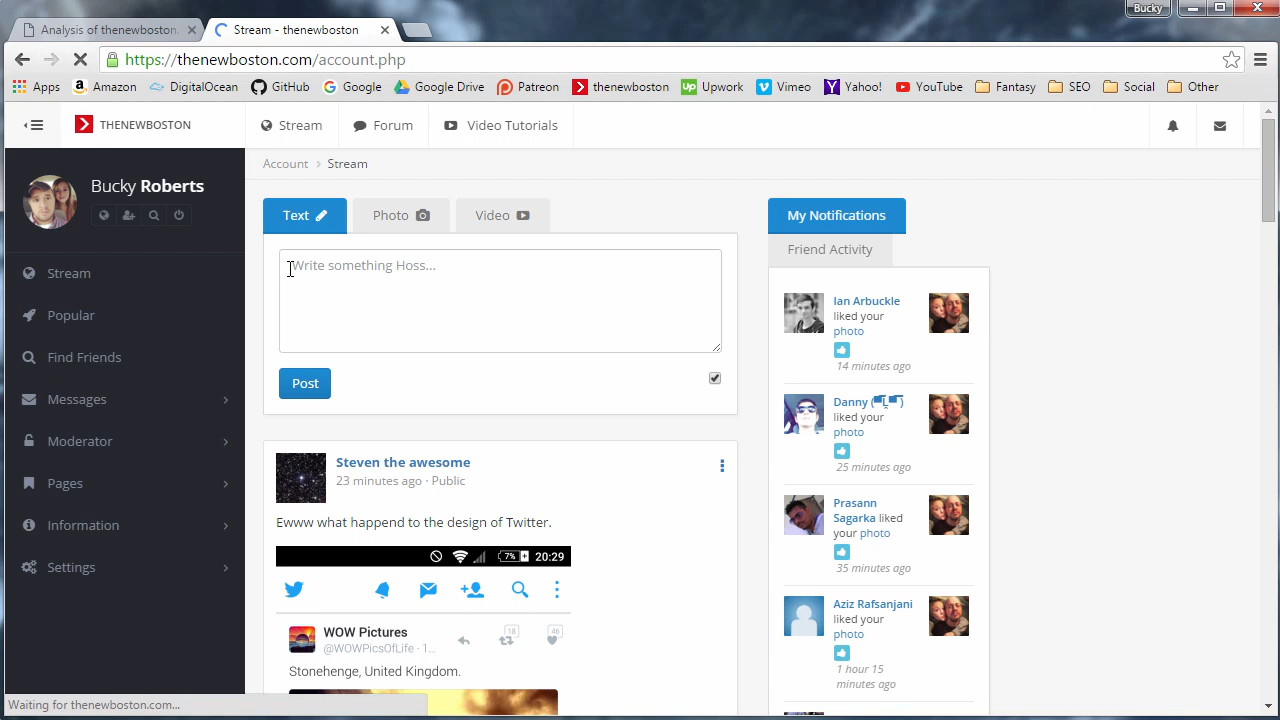 Bucky
Analysis of thenewboston.
Stream - thenewboston
https://thenewboston.com/account.php
Apps
Amazon
DigitalOcean
GitHub
Google
Google Drive
Patreon
thenewboston
Upwork
Vimeo
Yahoo!
YouTube
Fantasy
SEO
Social
Other
THENEWBOSTON
Stream
Forum
Video Tutorials
Bucky Roberts
Stream
Popular
Find Friends
Messages
Moderator
Pages
Information
Settings
Account > Stream
Text
Photo
Video
Write something Hoss...
Post
Steven the awesome
23 minutes ago · Public
Ewww what happend to the design of Twitter.
7%
20:29
WOW Pictures
@WOWPicsOfLife · 1...
18
46
Stonehenge, United Kingdom.
My Notifications
Friend Activity
Ian Arbuckle
liked your
photo
14 minutes ago
Danny
liked your
photo
25 minutes ago
Prasann
Sagarka liked
your photo
35 minutes ago
Aziz Rafsanjani
liked your
photo
1 hour 15
minutes ago
Waiting for thenewboston.com...